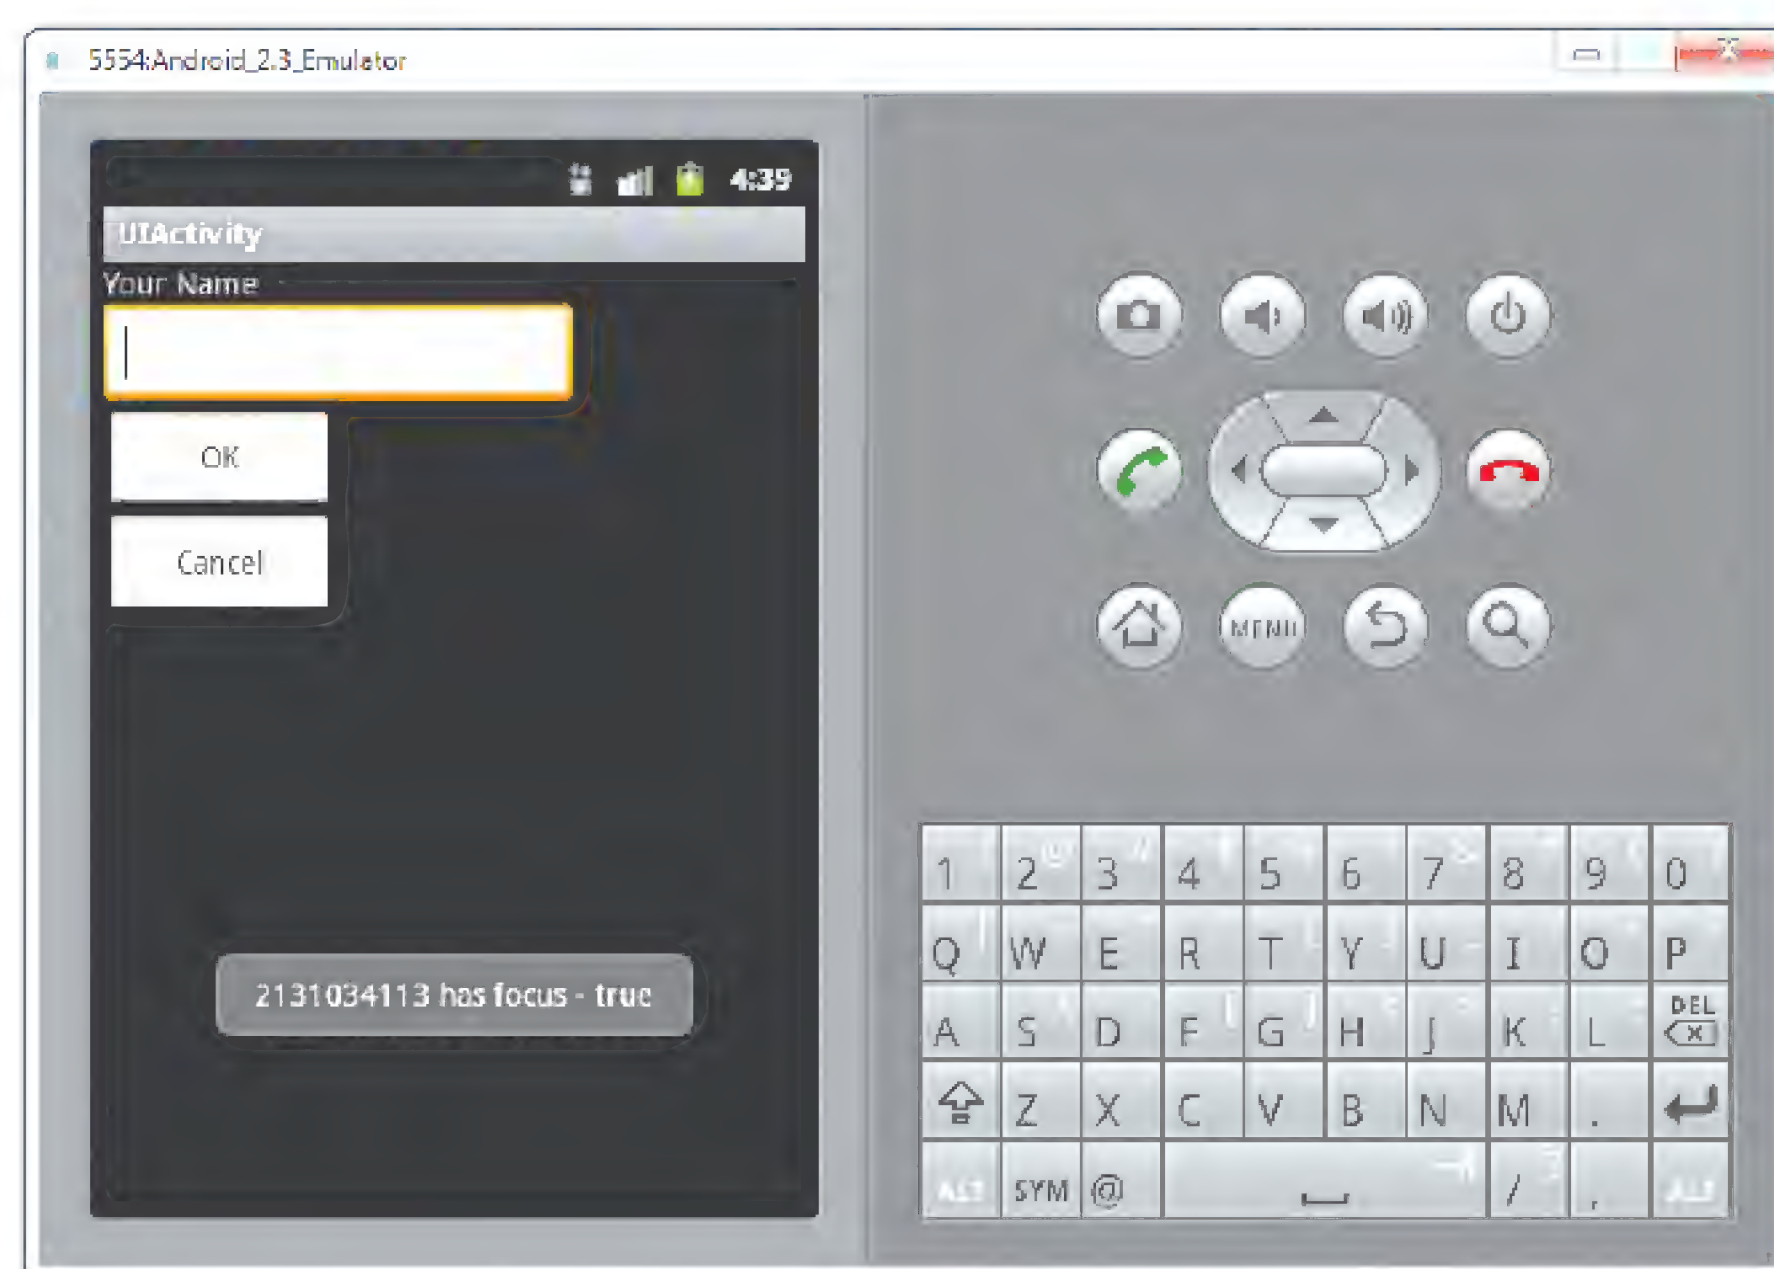 5554:Android_2.3_Emulator
4:39
UIActivity
Your Name
OK
Cancel
2131034113 has focus - true
MENU
1 2 3 4 5 6 7 8 9 0
Q W E R T Y U I O P
A S D F G H J K L DEL
Z X C V B N M .
ALT SYM @ / , ALT